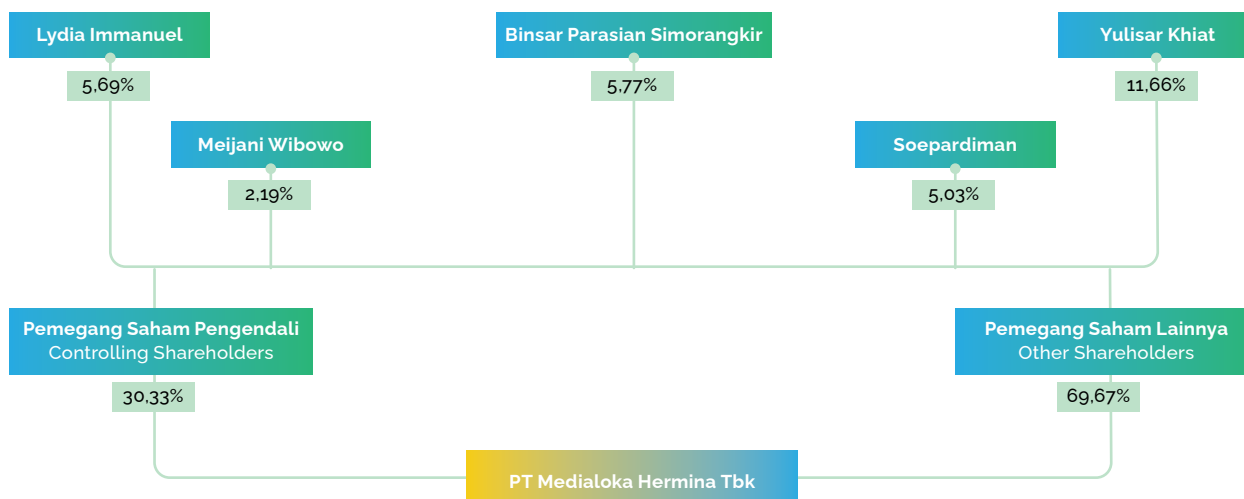 Lydia Immanuel
5,69%
Binsar Parasian Simorangkir
5,77%
Yulisar Khiat
11,66%
Meijani Wibowo
2,19%
Soepardiman
5,03%
Pemegang Saham Pengendali
Controlling Shareholders
30,33%
Pemegang Saham Lainnya
Other Shareholders
69,67%
PT Medialoka Hermina Tbk